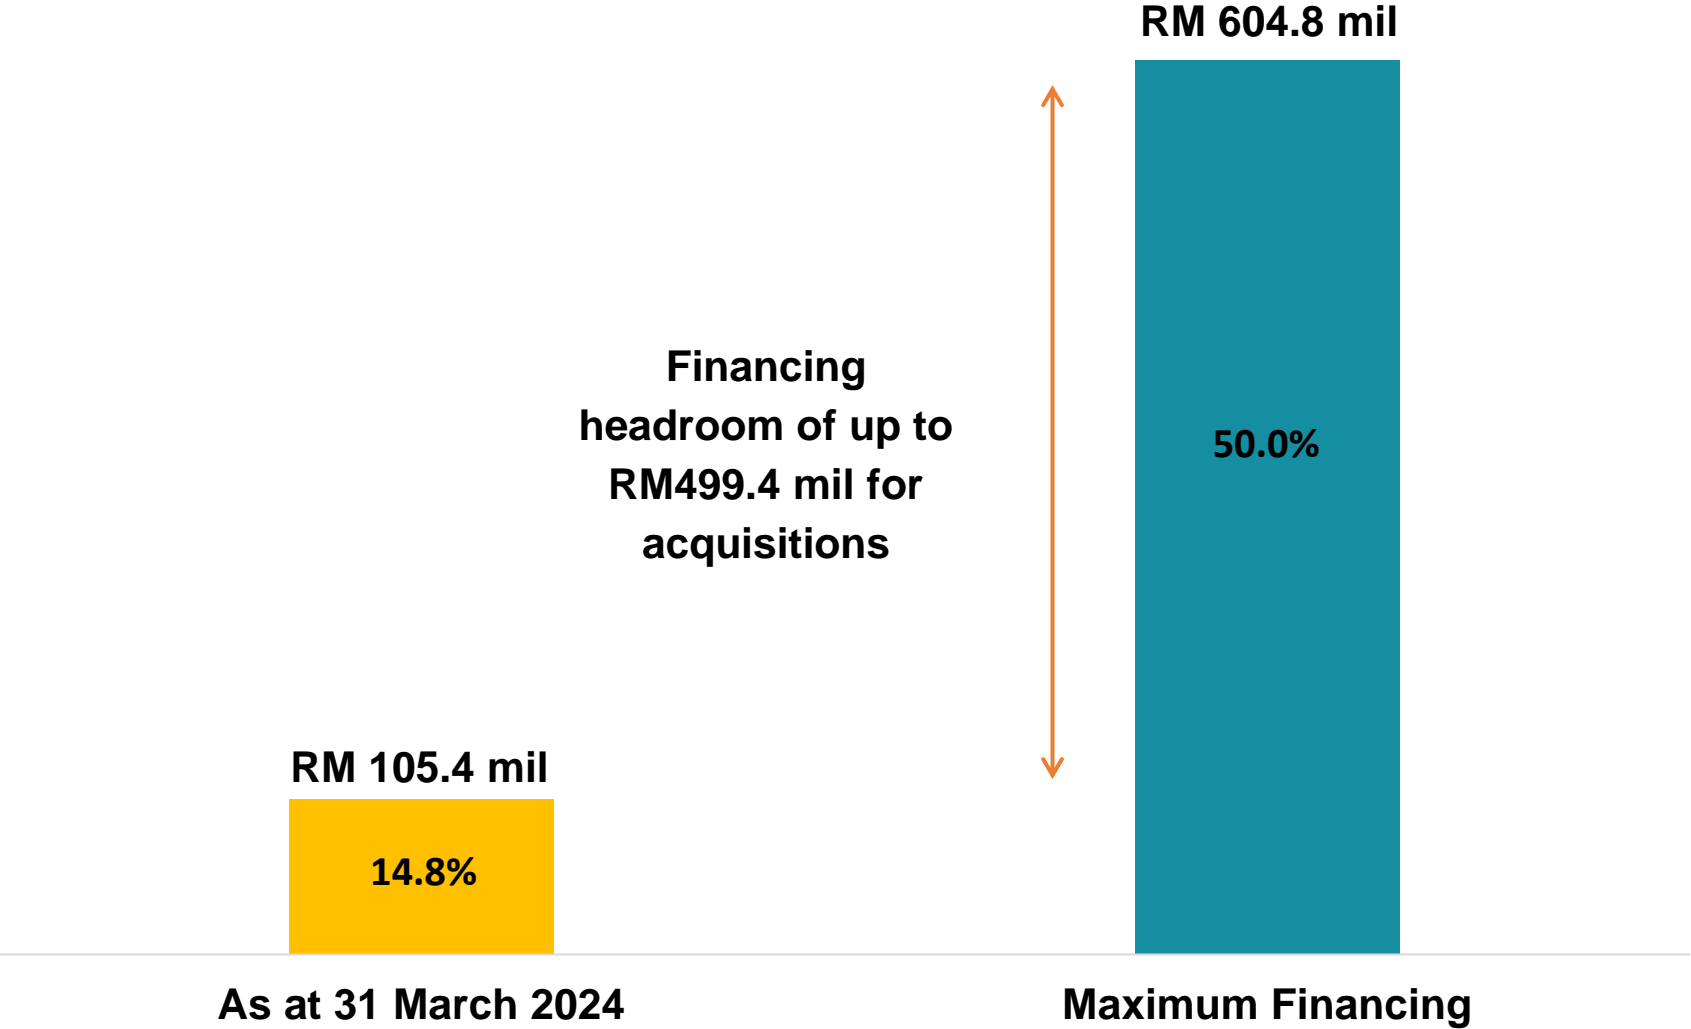 RM 604.8 mil
Financing
headroom of up to
RM499.4 mil for
acquisitions
50.0%
RM 105.4 mil
14.8%
As at 31 March 2024
Maximum Financing